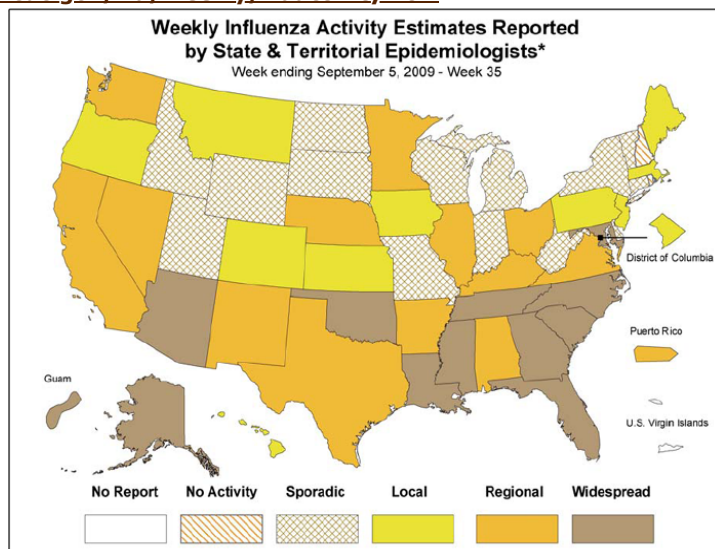 Weekly Influenza Activity Estimates Reported
by State & Territorial Epidemiologists*
Week ending September 5, 2009 - Week 35
District of Columbia
Puerto Rico
Guam
U.S. Virgin Islands
No Report No Activity Sporadic Local Regional Widespread